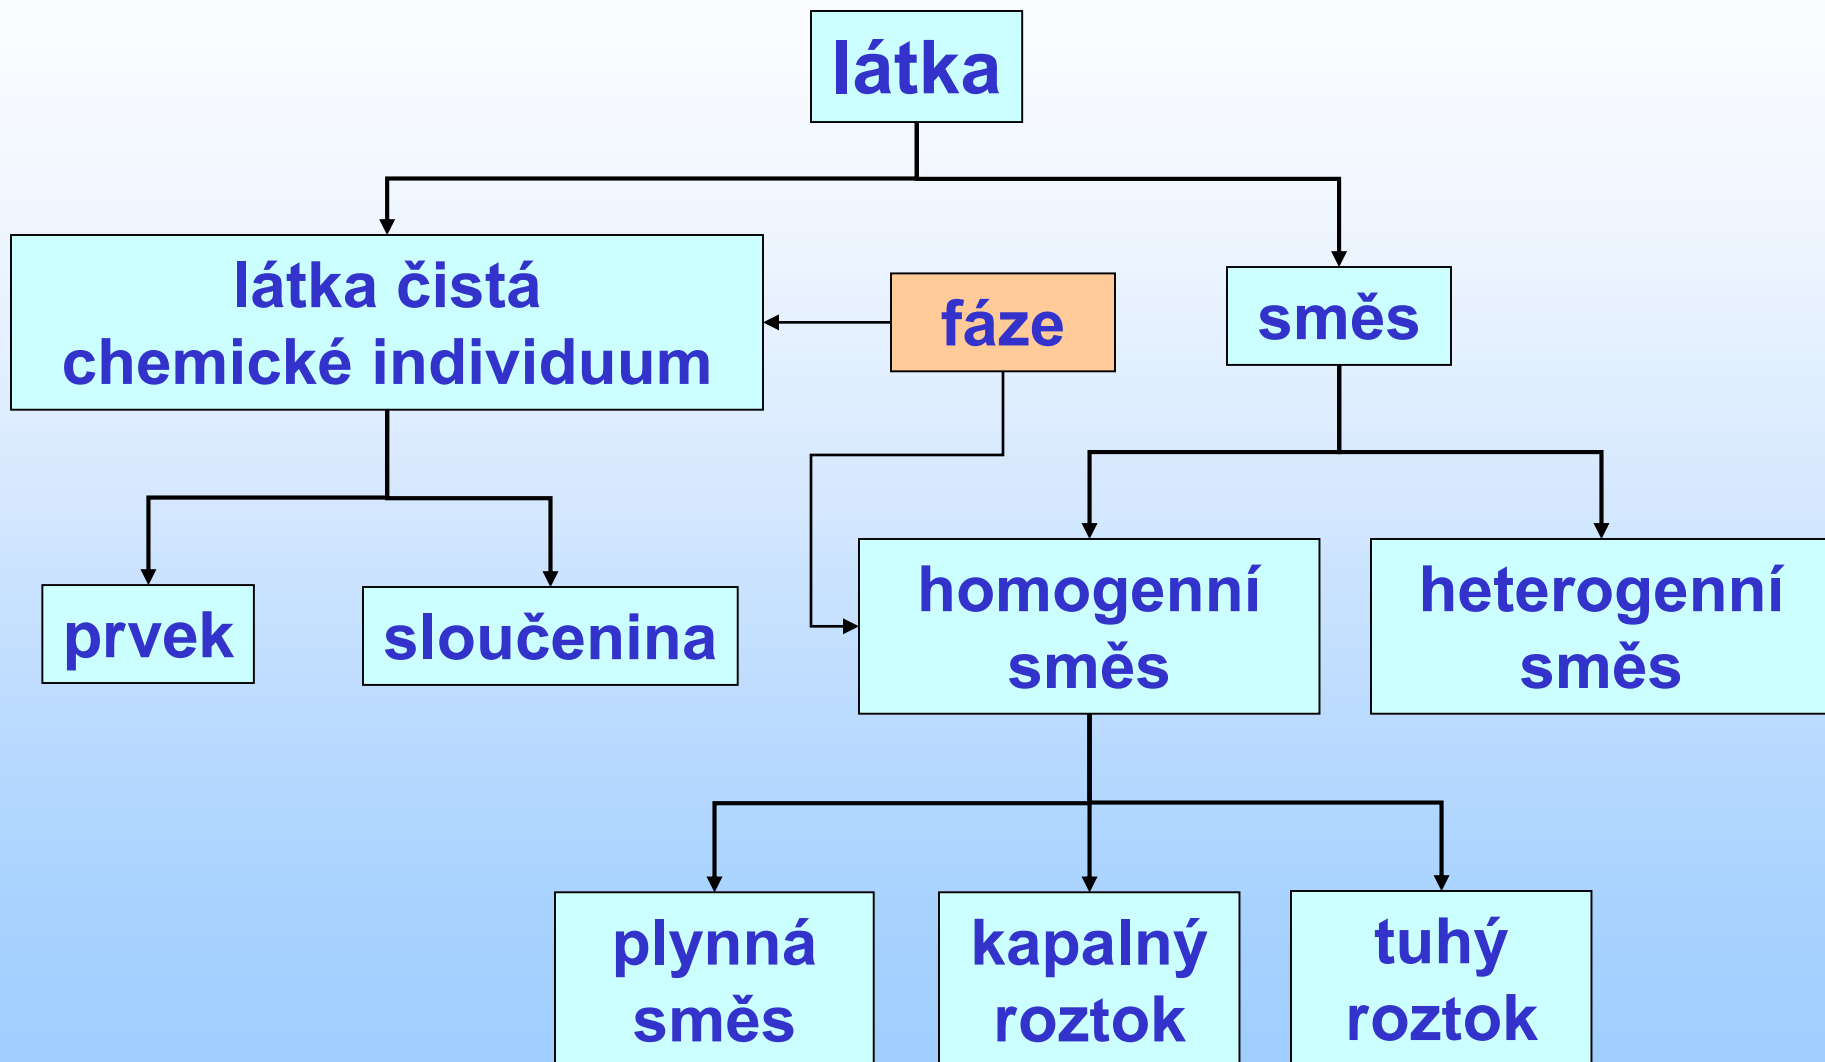 látka
látka čistá
chemické individuum
fáze
směs
prvek
sloučenina
homogenní
směs
heterogenní
směs
plynná
směs
kapalný
roztok
tuhý
roztok